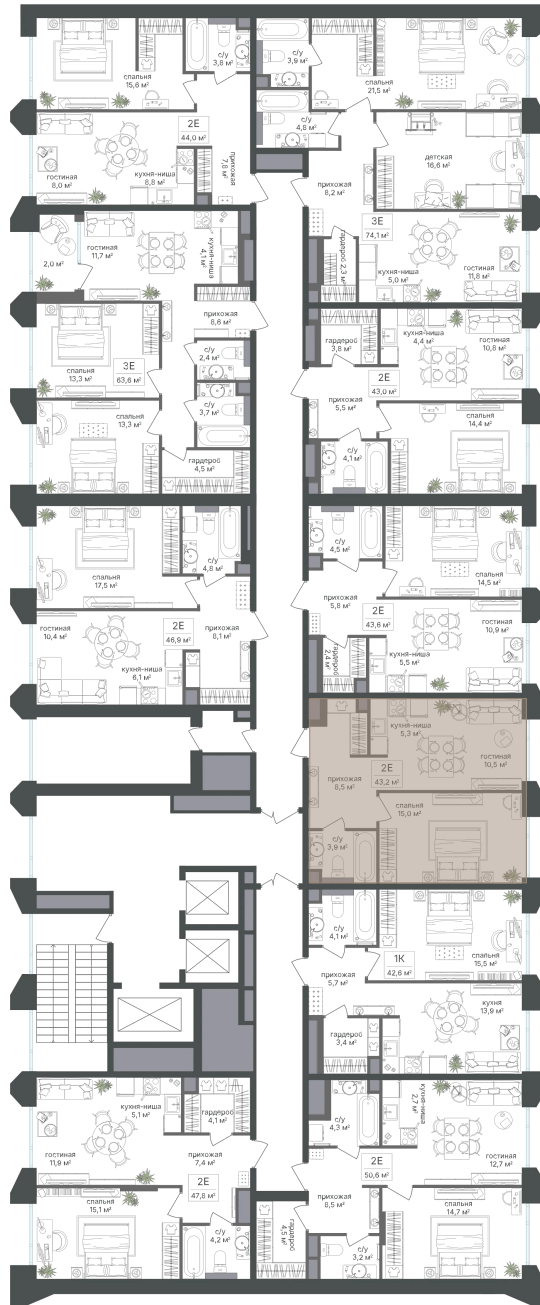 спальня
15,6 м²
с/у
3,8 м²
с/у
3,9 м²
спальня
21,5 м²
2Е
44,0 м²
с/у
4,8 м²
гостиная
8,0 м²
кухня-ниша
8,8 м²
прихожая
7,8 м²
детская
16,6 м²
прихожая
8,2 м²
3Е
74,1 м²
гостиная
11,7 м²
2,0 м²
кухня-ниша
4,1 м²
гардероб 2,3 м²
кухня-ниша
5,0 м²
гостиная
11,8 м²
прихожая
8,6 м²
с/у
2,4 м²
гардероб
3,8 м²
кухня-ниша
4,4 м²
гостиная
10,8 м²
спальня
13,3 м²
3Е
63,6 м²
2Е
43,0 м²
прихожая
5,5 м²
с/у
3,7 м²
спальня
13,3 м²
спальня
14,4 м²
гардероб
4,5 м²
с/у
4,1 м²
спальня
17,5 м²
с/у
4,8 м²
с/у
4,5 м²
спальня
14,5 м²
прихожая
5,8 м²
2Е
43,6 м²
гостиная
10,9 м²
гостиная
10,4 м²
2Е
46,9 м²
прихожая
8,1 м²
кухня-ниша
6,1 м²
гардероб
2,4 м²
кухня-ниша
5,5 м²
кухня-ниша
5,3 м²
гостиная
10,5 м²
2Е
43,2 м²
прихожая
8,5 м²
спальня
15,0 м²
с/у
3,9 м²
с/у
4,1 м²
1К
42,6 м²
спальня
15,5 м²
прихожая
5,7 м²
кухня
13,9 м²
гардероб
3,4 м²
кухня-ниша
5,1 м²
гардероб
4,1 м²
с/у
4,3 м²
кухня-ниша
2,7 м²
гостиная
11,9 м²
прихожая
7,4 м²
2Е
50,6 м²
гостиная
12,7 м²
2Е
47,8 м²
спальня
15,1 м²
с/у
4,2 м²
гардероб
4,5 м²
прихожая
8,5 м²
спальня
14,7 м²
с/у
3,2 м²